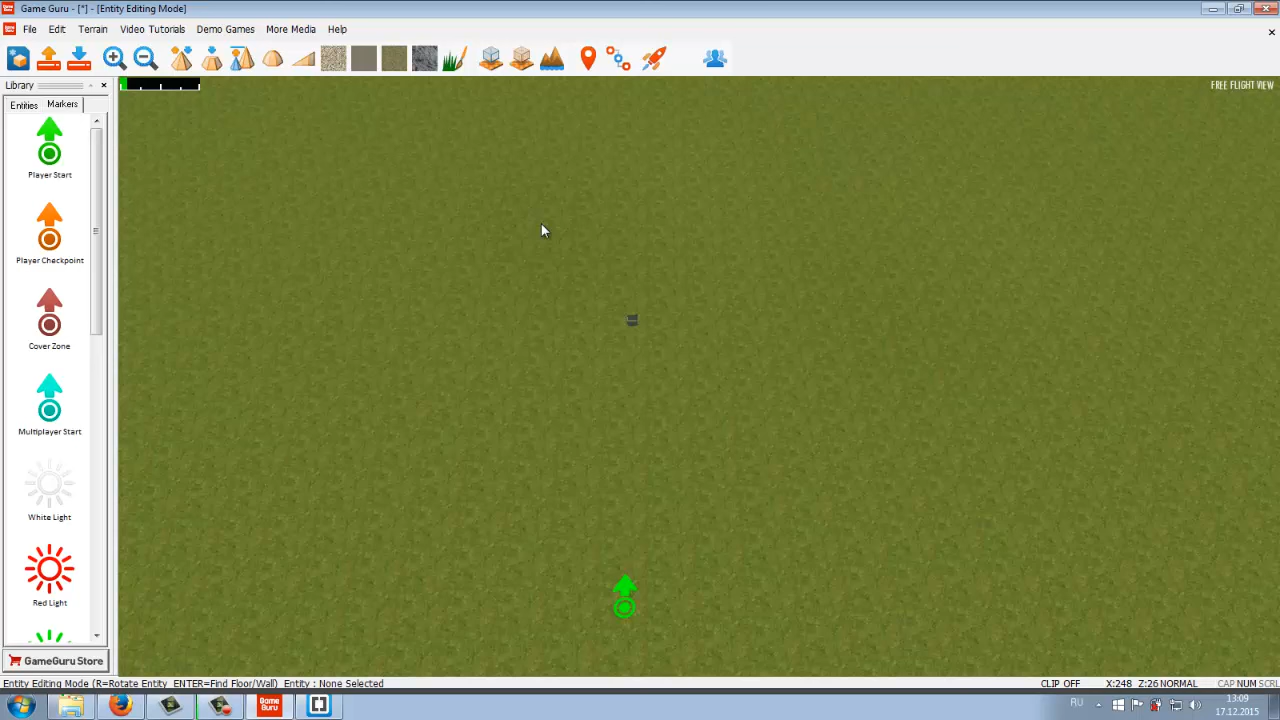 Game Guru - [*] - [Entity Editing Mode]
File Edit Terrain Video Tutorials Demo Games More Media Help
Library
FREE FLIGHT VIEW
Entities Markers
Player Start
Player Checkpoint
Cover Zone
Multiplayer Start
White Light
Red Light
GameGuru Store
Entity Editing Mode (R=Rotate Entity ENTER=Find Floor/Wall) Entity : None Selected
CLIP OFF X:248 Z:26 NORMAL CAP NUM SCRL
Game Guru
RU
13:09
17.12.2015